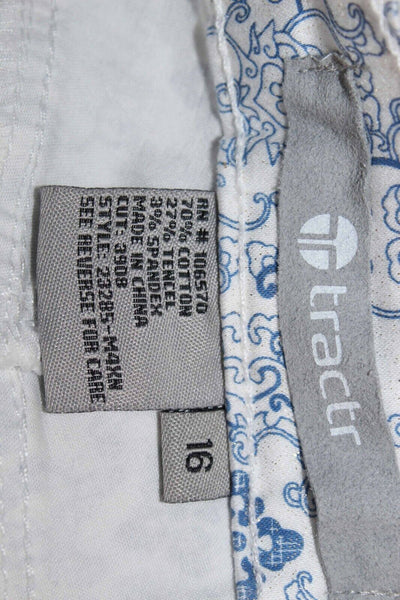 RN # 106570
70% COTTON
27% TENCEL
3% SPANDEX
MADE IN CHINA
CUT: 3908
STYLE: 23285-M4XN
SEE REVERSE FOR CARE
16
tractr